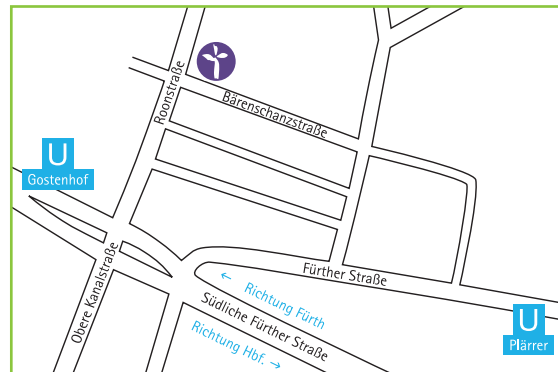 Roonstraße
Bärenschanzstraße
U
Gostenhof
Obere Kanalstraße
Fürther Straße
← Richtung Fürth
Südliche Fürther Straße
Richtung Hbf. →
U
Plärrer